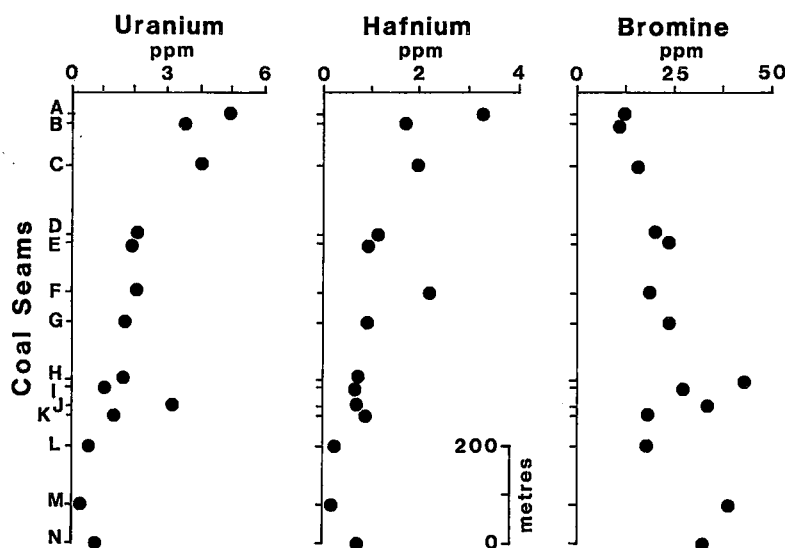 Uranium
ppm
0 3 6
Hafnium
ppm
0 2 4
Bromine
ppm
0 25 50
Coal Seams
A
B
C
D
E
F
G
H
I
J
K
L
M
N
200
0
metres